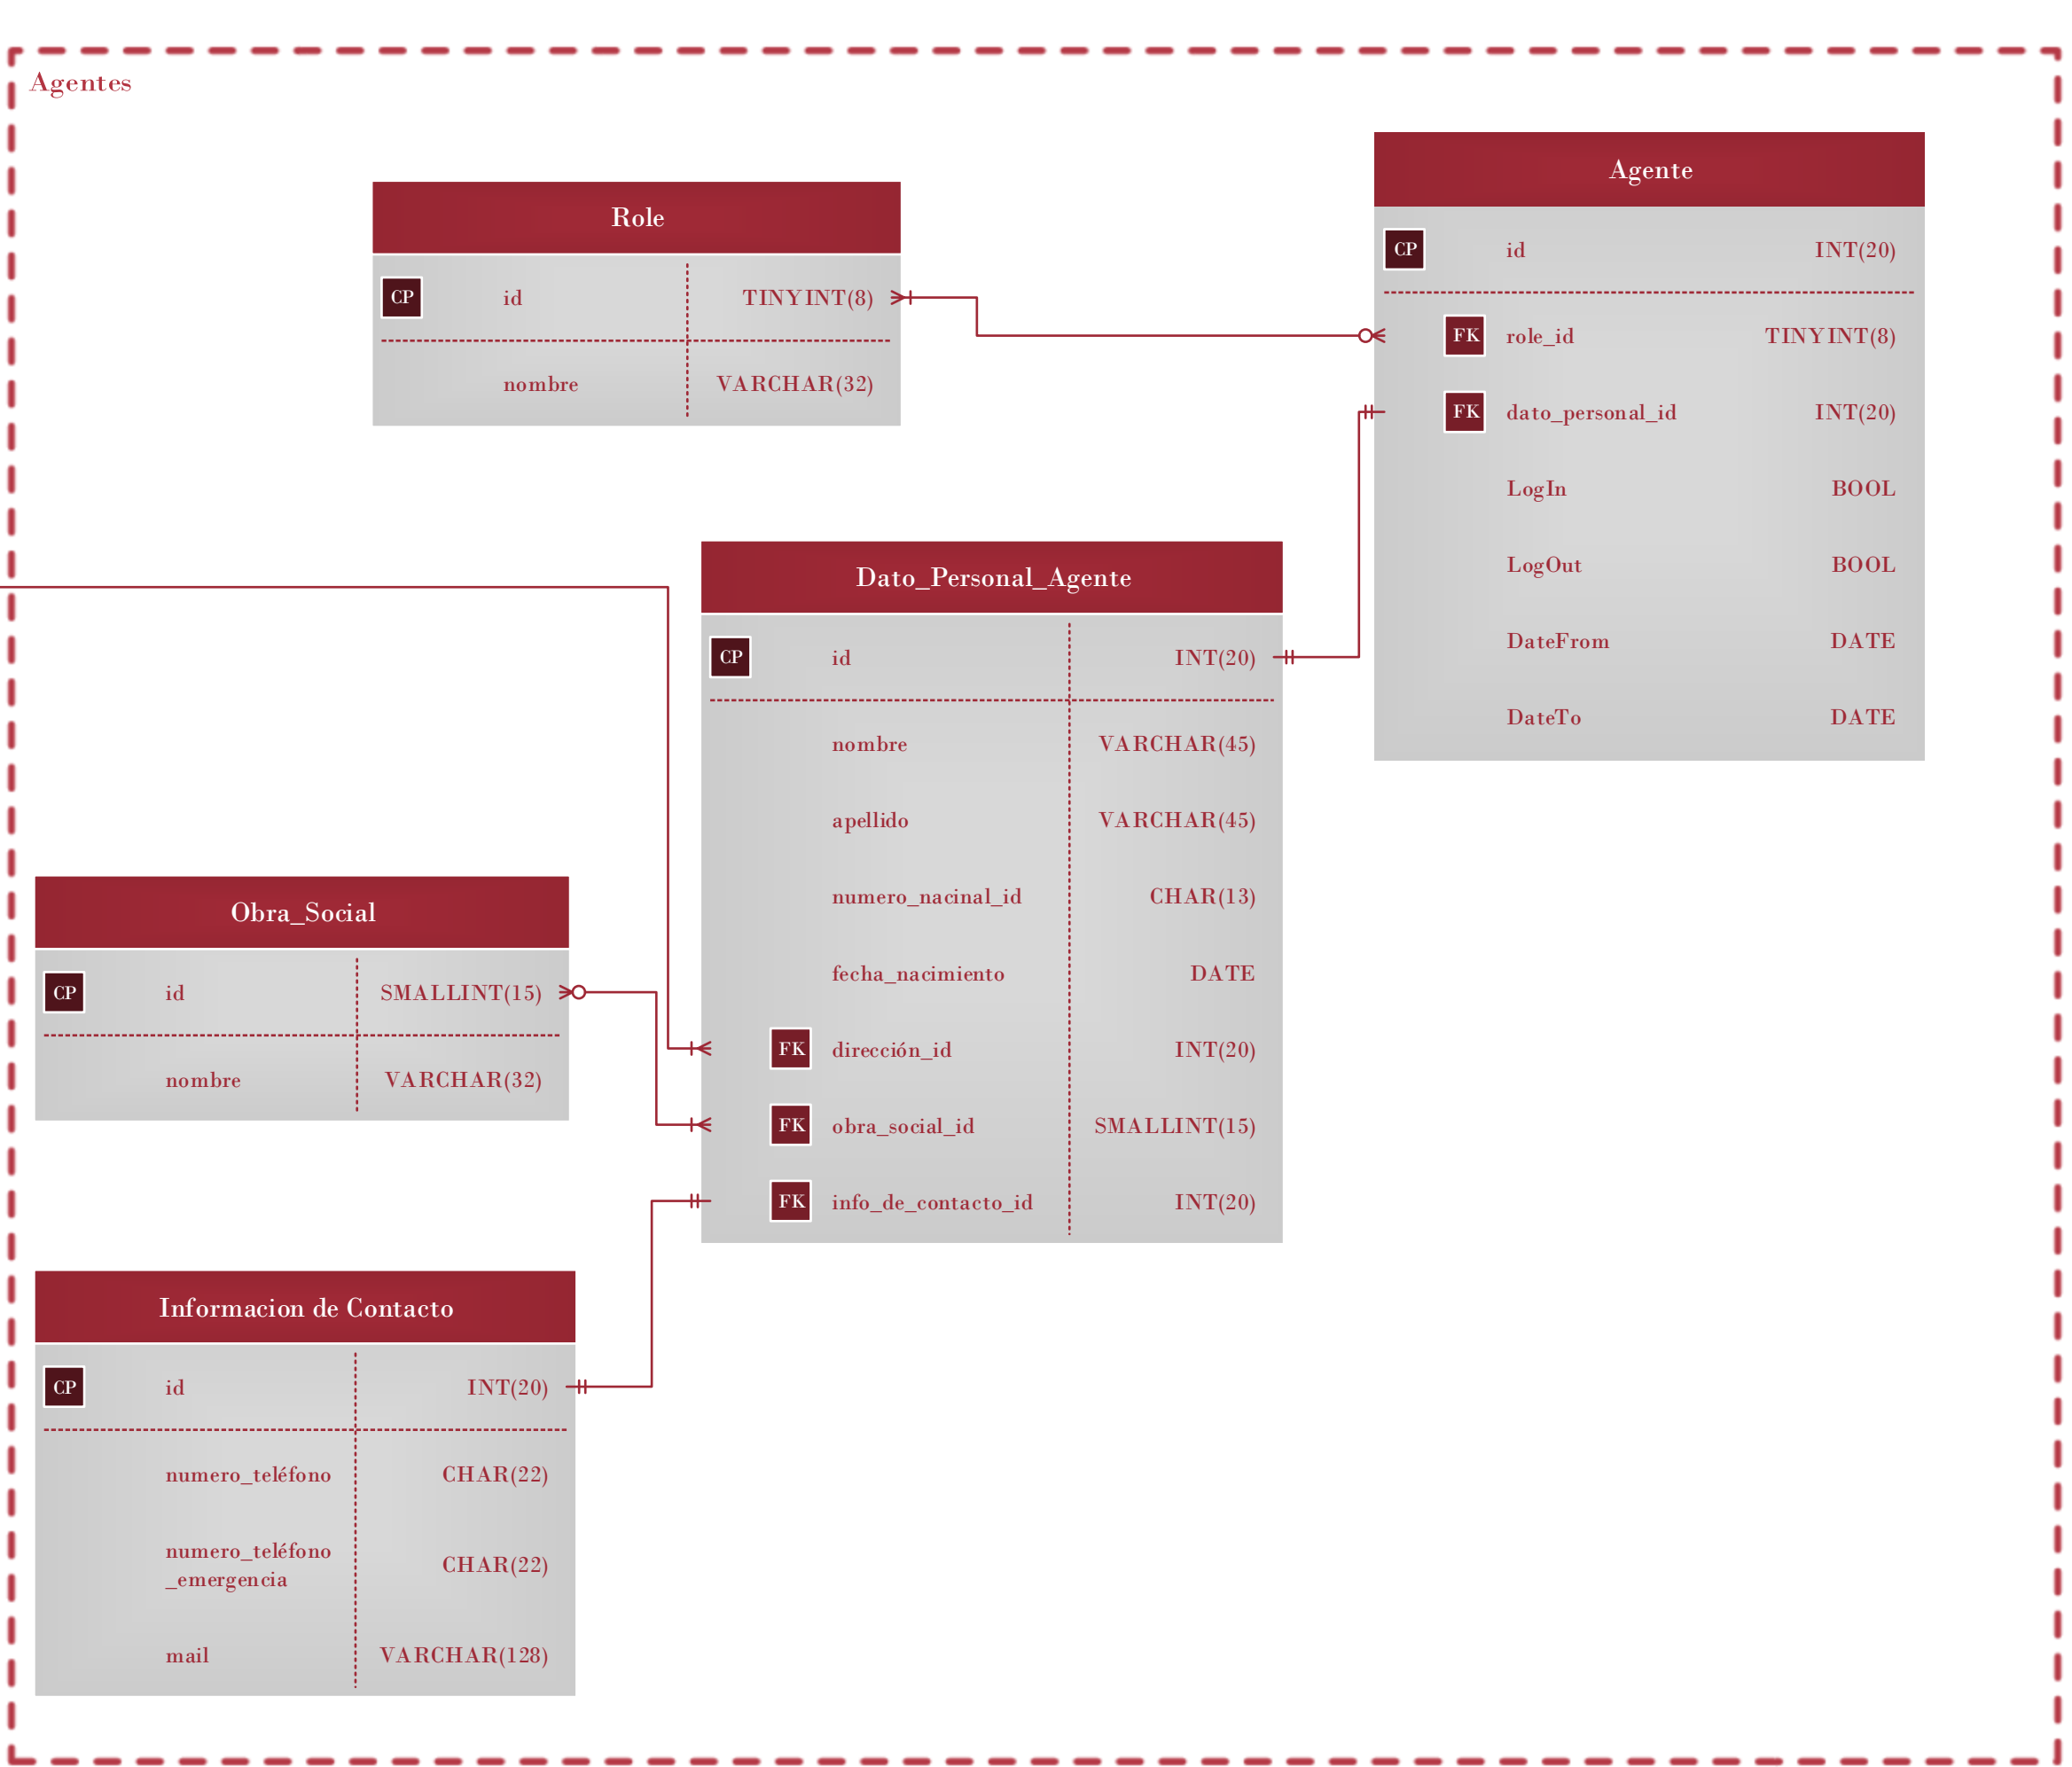 Agentes
Role
CP id TINYINT(8)
nombre VARCHAR(32)
Agente
CP id INT(20)
FK role_id TINYINT(8)
FK dato_personal_id INT(20)
LogIn BOOL
LogOut BOOL
DateFrom DATE
DateTo DATE
Dato_Personal_Agente
CP id INT(20)
nombre VARCHAR(45)
apellido VARCHAR(45)
numero_nacinal_id CHAR(13)
fecha_nacimiento DATE
FK dirección_id INT(20)
FK obra_social_id SMALLINT(15)
FK info_de_contacto_id INT(20)
Obra_Social
CP id SMALLINT(15)
nombre VARCHAR(32)
Informacion de Contacto
CP id INT(20)
numero_teléfono CHAR(22)
numero_teléfono
_emergencia CHAR(22)
mail VARCHAR(128)